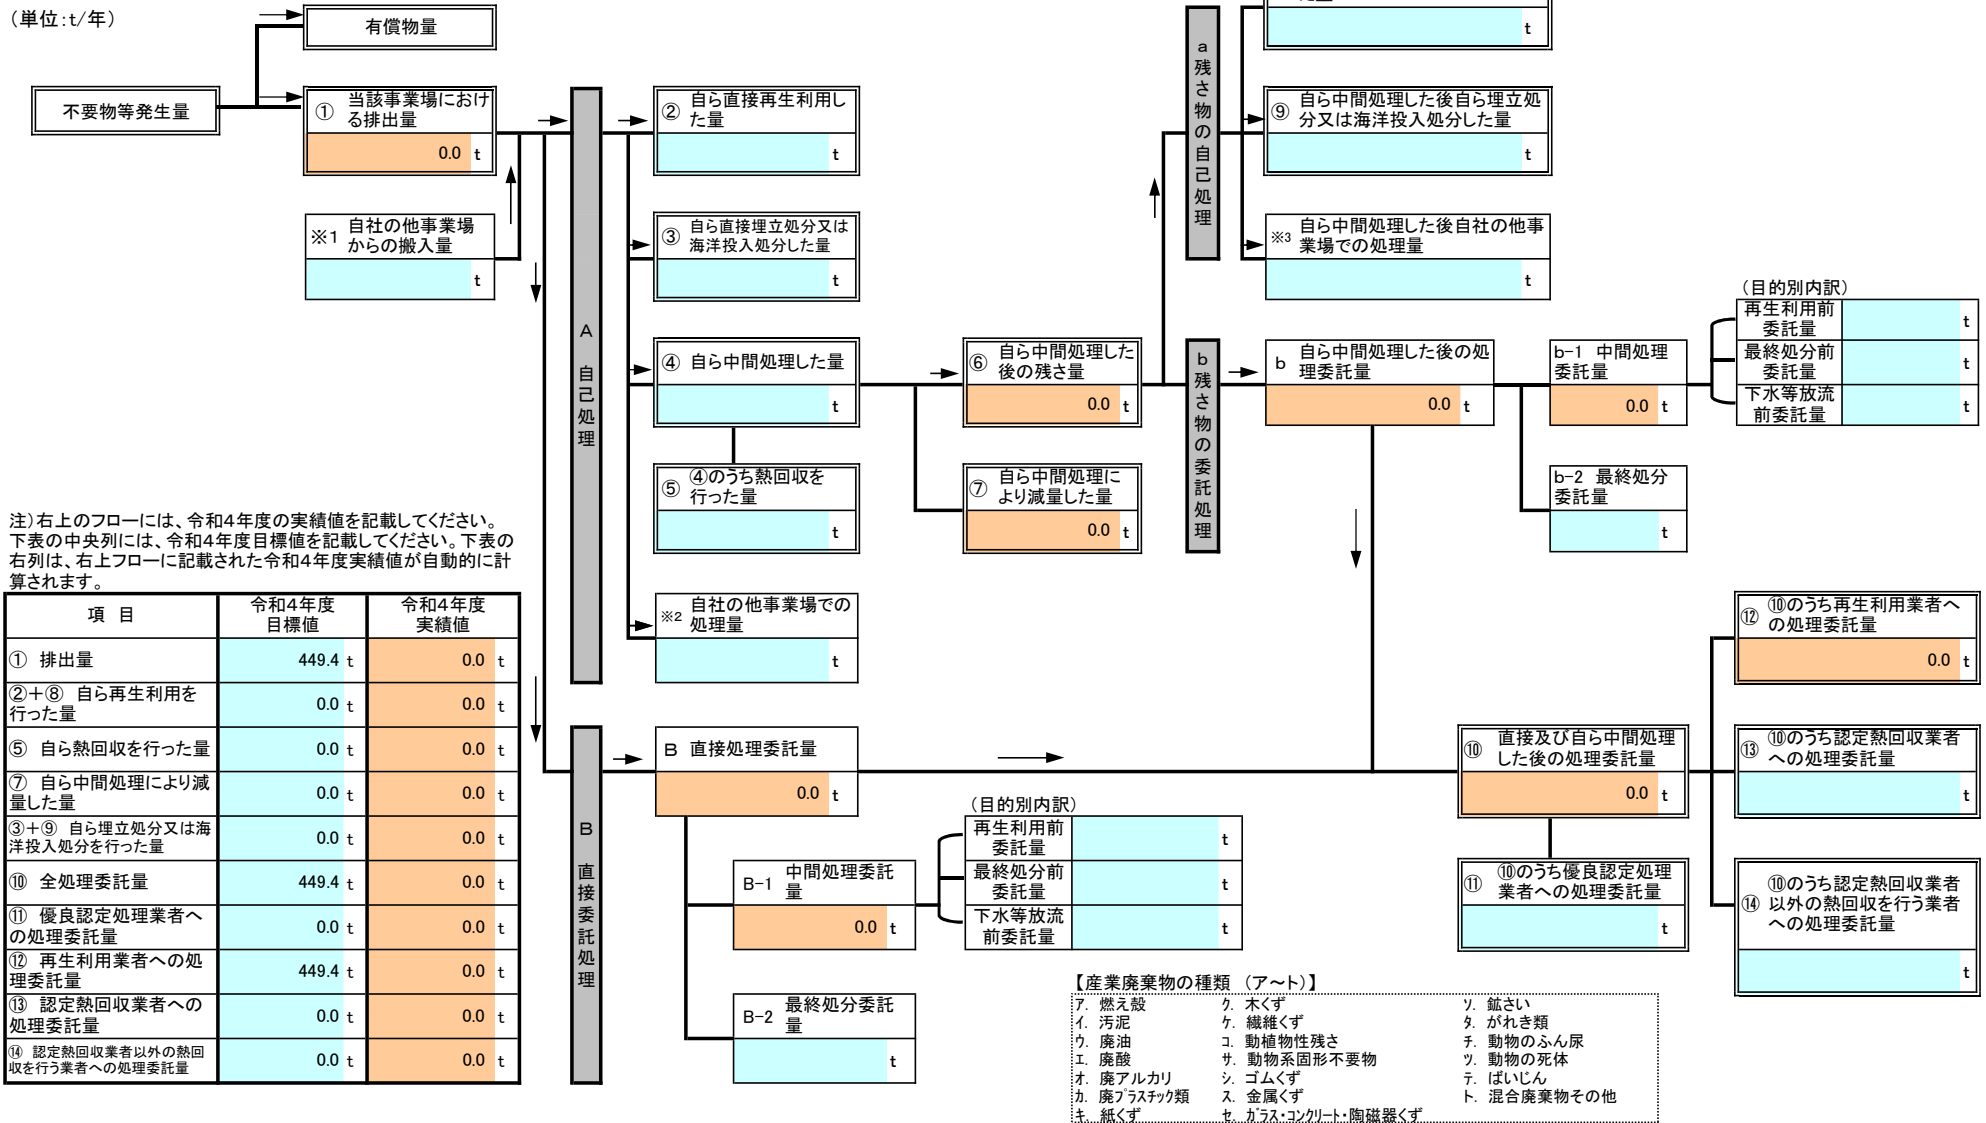 （単位：t/年）
有償物量
不要物等発生量
① 当該事業場におけ
る排出量
0.0 t
※1 自社の他事業場
からの搬入量
t
A 自己処理
② 自ら直接再生利用し
た量
t
③ 自ら直接埋立処分又は
海洋投入処分した量
t
④ 自ら中間処理した量
t
⑤ ④のうち熱回収を
行った量
t
※2 自社の他事業場での
処理量
t
⑥ 自ら中間処理した
後の残さ量
0.0 t
⑦ 自ら中間処理に
より減量した量
0.0 t
a 残さ物の自己処理
t
⑨ 自ら中間処理した後自ら埋立処
分又は海洋投入処分した量
t
※3 自ら中間処理した後自社の他事
業場での処理量
t
b 残さ物の委託処理
b 自ら中間処理した後の処
理委託量
0.0 t
b-1 中間処理
委託量
0.0 t
b-2 最終処分
委託量
t
（目的別内訳）
再生利用前
委託量
t
最終処分前
委託量
t
下水等放流
前委託量
t
注）右上のフローには、令和４年度の実績値を記載してください。
下表の中央列には、令和４年度目標値を記載してください。下表の
右列は、右上フローに記載された令和４年度実績値が自動的に計
算されます。
項 目
令和４年度
目標値
令和４年度
実績値
① 排出量 449.4 t 0.0 t
②＋⑧ 自ら再生利用を
行った量 0.0 t 0.0 t
⑤ 自ら熱回収を行った量 0.0 t 0.0 t
⑦ 自ら中間処理により減
量した量 0.0 t 0.0 t
③＋⑨ 自ら埋立処分又は海
洋投入処分を行った量 0.0 t 0.0 t
⑩ 全処理委託量 449.4 t 0.0 t
⑪ 優良認定処理業者へ
の処理委託量 0.0 t 0.0 t
⑫ 再生利用業者への処
理委託量 449.4 t 0.0 t
⑬ 認定熱回収業者への
処理委託量 0.0 t 0.0 t
⑭ 認定熱回収業者以外の熱回
収を行う業者への処理委託量 0.0 t 0.0 t
B 直接委託処理
B 直接処理委託量
0.0 t
B-1 中間処理委託
量
0.0 t
B-2 最終処分委託
量
t
（目的別内訳）
再生利用前
委託量
t
最終処分前
委託量
t
下水等放流
前委託量
t
⑩ 直接及び自ら中間処理
した後の処理委託量
0.0 t
⑪ ⑩のうち優良認定処理
業者への処理委託量
t
⑫ ⑩のうち再生利用業者へ
の処理委託量
0.0 t
⑬ ⑩のうち認定熱回収業者
への処理委託量
t
⑭ ⑩のうち認定熱回収業者
以外の熱回収を行う業者
への処理委託量
t
【産業廃棄物の種類 （ア～ト）】
ア. 燃え殻 ク. 木くず ソ. 鉱さい
イ. 汚泥 ケ. 繊維くず タ. がれき類
ウ. 廃油 コ. 動植物性残さ チ. 動物のふん尿
エ. 廃酸 サ. 動物系固形不要物 ツ. 動物の死体
オ. 廃アルカリ シ. ゴムくず テ. ばいじん
カ. 廃プラスチック類 ス. 金属くず ト. 混合廃棄物その他
キ. 紙くず セ. ガラス・コンクリート・陶磁器くず